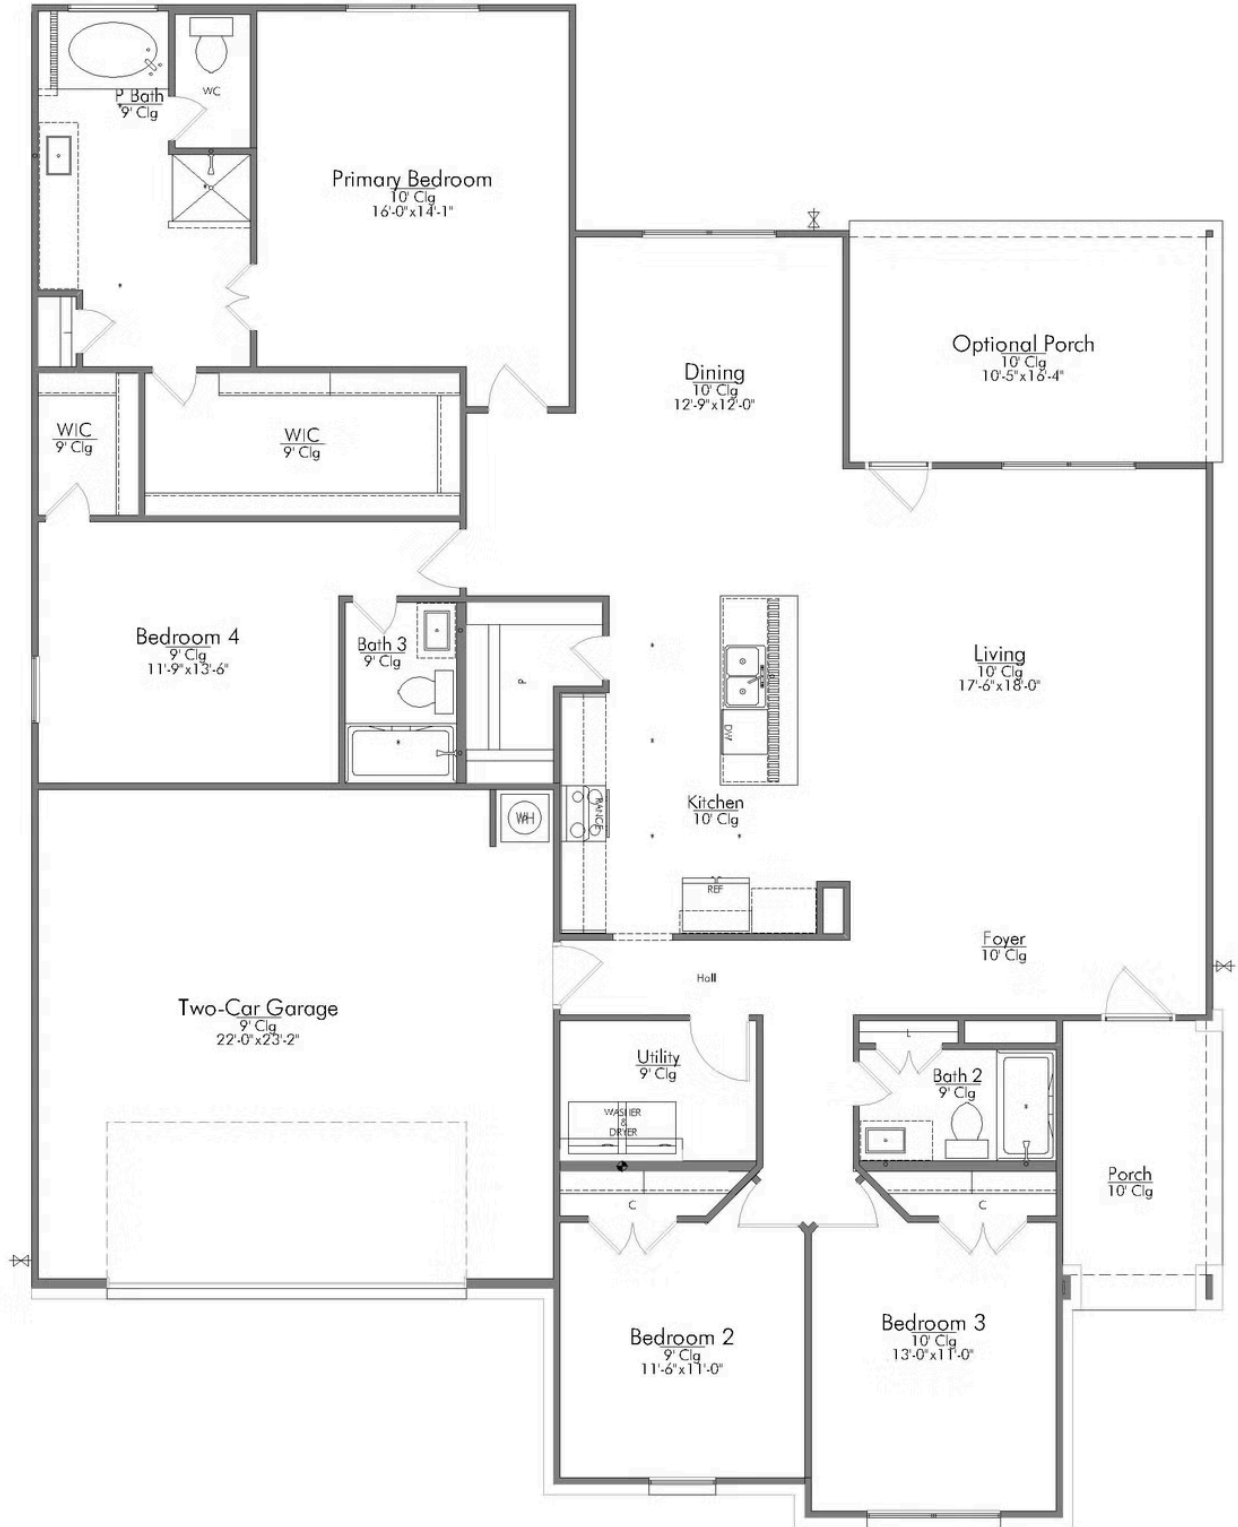 WC
P Bath
9' Clg
Primary Bedroom
10' Clg
16'-0"x14'-1"
Optional Porch
10' Clg
10'-5"x16'-4"
Dining
10' Clg
12'-9"x12'-0"
WIC
9' Clg
WIC
9' Clg
Bedroom 4
9' Clg
11'-9"x13'-6"
Bath 3
9' Clg
P
Living
10' Clg
17'-6"x18'-0"
DW
Kitchen
10' Clg
RANGE
WH
REF
Foyer
10' Clg
Hall
Two-Car Garage
9' Clg
22'-0"x23'-2"
Utility
9' Clg
L
Bath 2
9' Clg
WASHER
&
DRYER
Porch
10' Clg
C
C
Bedroom 2
9' Clg
11'-6"x11'-0"
Bedroom 3
10' Clg
13'-0"x11'-0"